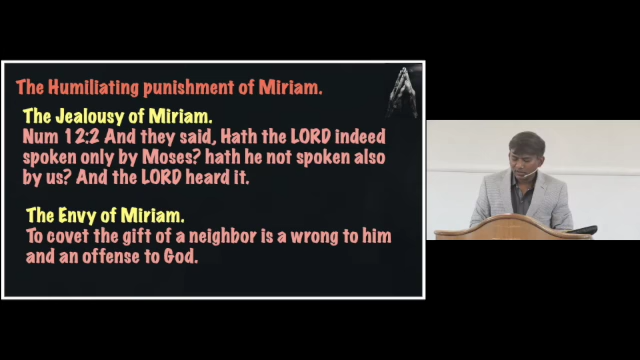 The Humiliating punishment of Miriam.
The Jealousy of Miriam.
Num 12:2 And they said, Hath the LORD indeed
spoken only by Moses? hath he not spoken also
by us? And the LORD heard it.
The Envy of Miriam.
To covet the gift of a neighbor is a wrong to him
and an offense to God.